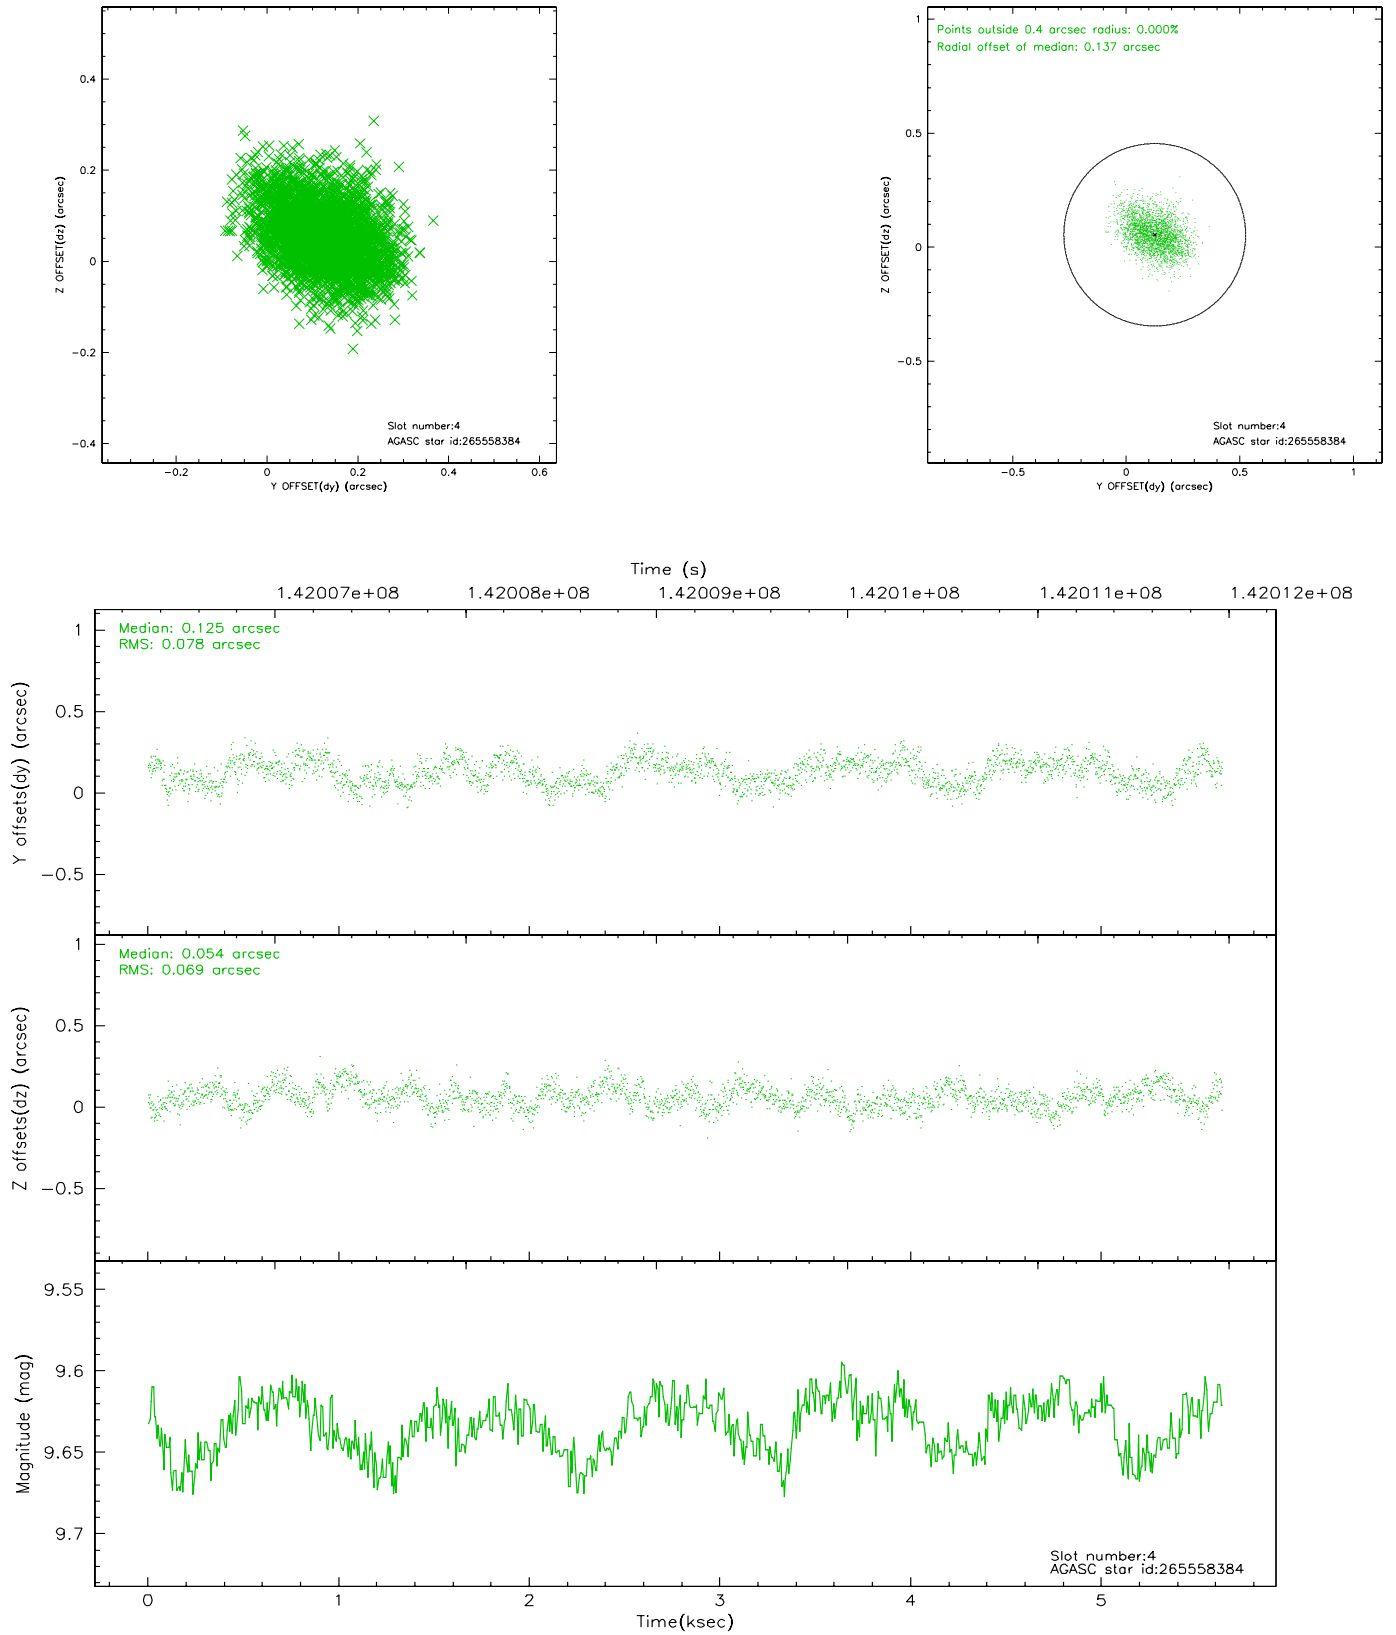 0.4
0.2
0
−0.2
−0.4
Z OFFSET(dz) (arcsec)
Slot number:4
AGASC star id:265558384
−0.2 0 0.2 0.4 0.6
Y OFFSET(dy) (arcsec)
Points outside 0.4 arcsec radius: 0.000%
Radial offset of median: 0.137 arcsec
1
0.5
0
−0.5
Z OFFSET(dz) (arcsec)
Slot number:4
AGASC star id:265558384
−0.5 0 0.5 1
Y OFFSET(dy) (arcsec)
Time (s)
1.42007e+08 1.42008e+08 1.42009e+08 1.4201e+08 1.42011e+08 1.42012e+08
Median: 0.125 arcsec
RMS: 0.078 arcsec
1
0.5
0
−0.5
Y offsets(dy) (arcsec)
Median: 0.054 arcsec
RMS: 0.069 arcsec
1
0.5
0
−0.5
Z offsets(dz) (arcsec)
9.55
9.6
9.65
9.7
Magnitude (mag)
Slot number:4
AGASC star id:265558384
0 1 2 3 4 5
Time(ksec)